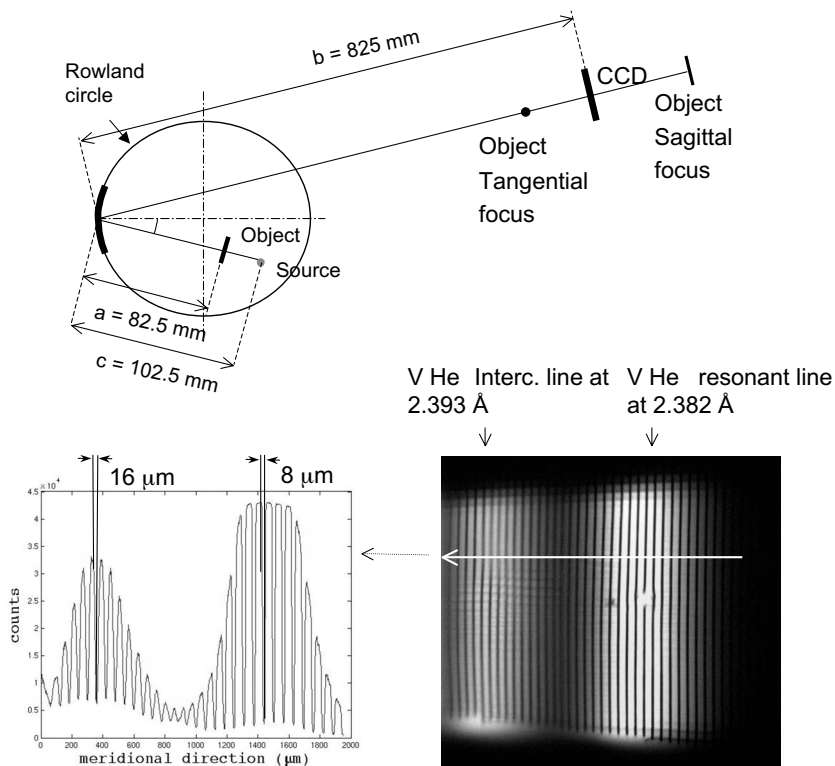 b = 825 mm
Rowland
circle
CCD
Object
Sagittal
focus
Object
Tangential
focus
Object
Source
a = 82.5 mm
c = 102.5 mm
V He Interc. line at
2.393 Å
V He resonant line
at 2.382 Å
16 µm
8 µm
×10⁴
4.5
4
3.5
3
2.5
2
1.5
1
0.5
0
counts
0 200 400 600 800 1000 1200 1400 1600 1800 2000
meridional direction (µm)